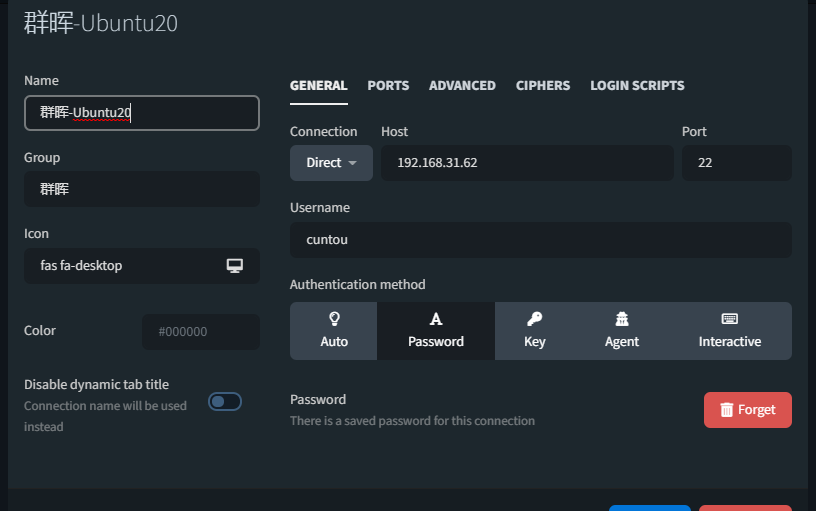 群晖-Ubuntu20
Name
群晖-Ubuntu20
Group
群晖
Icon
fas fa-desktop
Color
#000000
Disable dynamic tab title
Connection name will be used
instead
GENERAL PORTS ADVANCED CIPHERS LOGIN SCRIPTS
Connection Host Port
Direct 192.168.31.62 22
Username
cuntou
Authentication method
Auto Password Key Agent Interactive
Password
There is a saved password for this connection
Forget